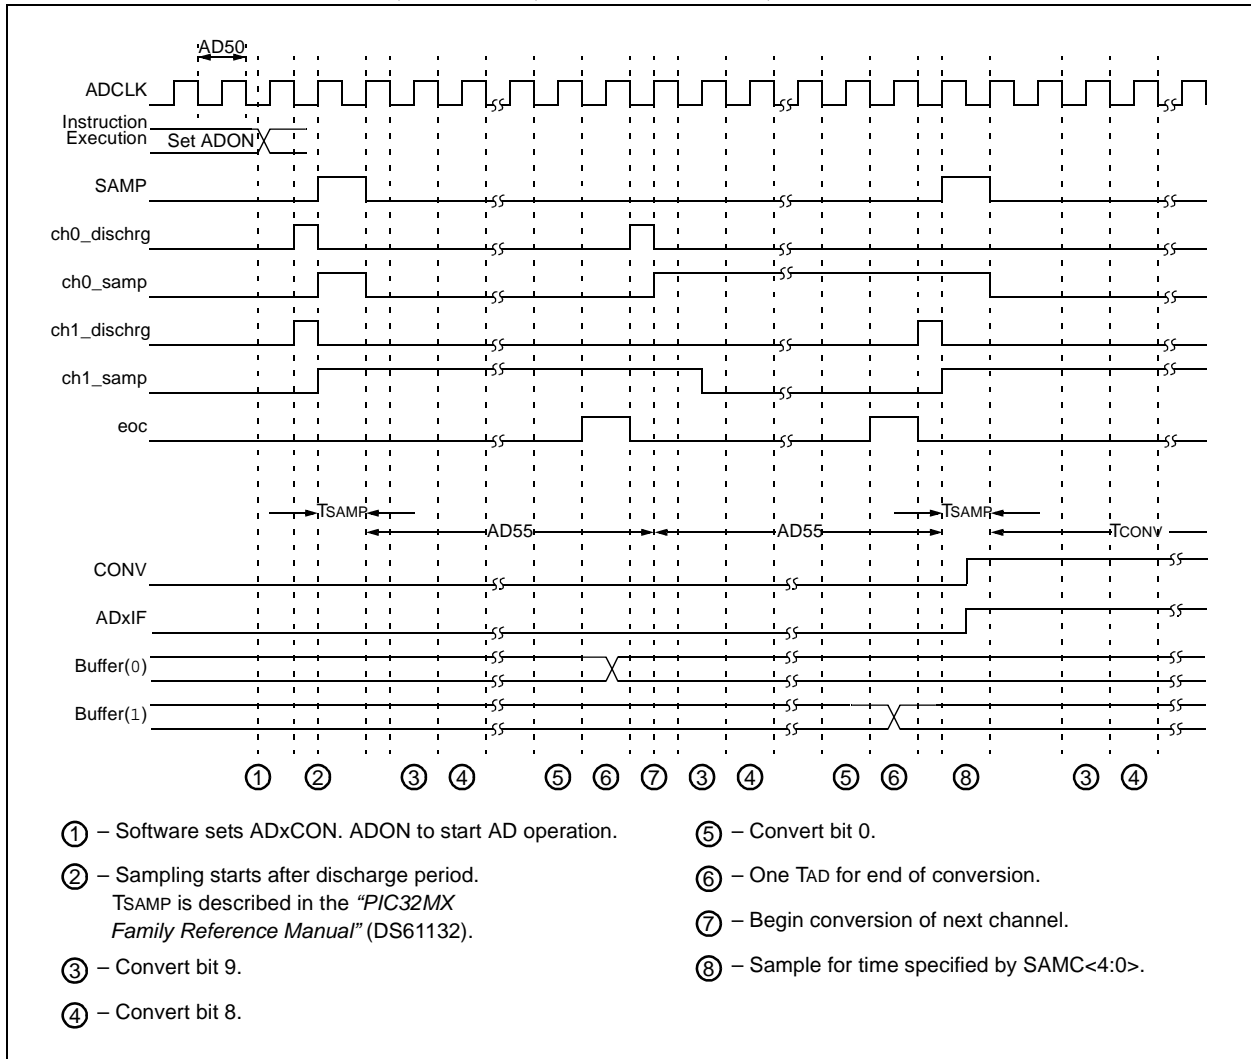 AD50
ADCLK
Instruction
Execution
Set ADON
SAMP
ch0_dischrg
ch0_samp
ch1_dischrg
ch1_samp
eoc
TSAMP
TSAMP
AD55
AD55
TCONV
CONV
ADxIF
Buffer(0)
Buffer(1)
1 2 3 4 5 6 7 3 4 5 6 8 3 4
1 – Software sets ADxCON. ADON to start AD operation.
2 – Sampling starts after discharge period.
TSAMP is described in the “PIC32MX
Family Reference Manual” (DS61132).
3 – Convert bit 9.
4 – Convert bit 8.
5 – Convert bit 0.
6 – One TAD for end of conversion.
7 – Begin conversion of next channel.
8 – Sample for time specified by SAMC<4:0>.